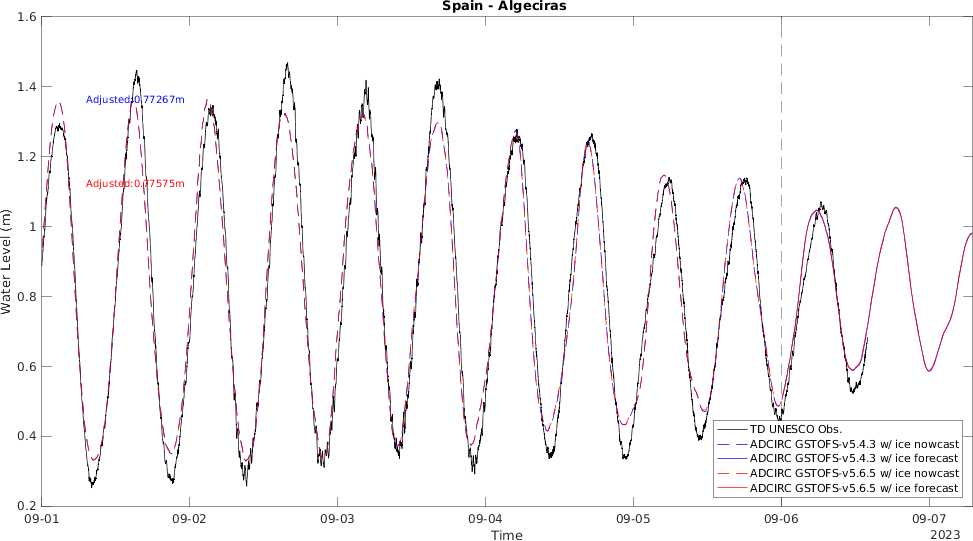 Spain - Algeciras
1.6
1.4
1.2
1
0.8
0.6
0.4
0.2
Water Level (m)
Adjusted:0.77267m
Adjusted:0.77575m
TD UNESCO Obs.
ADCIRC GSTOFS-v5.4.3 w/ ice nowcast
ADCIRC GSTOFS-v5.4.3 w/ ice forecast
ADCIRC GSTOFS-v5.6.5 w/ ice nowcast
ADCIRC GSTOFS-v5.6.5 w/ ice forecast
09-01 09-02 09-03 09-04 09-05 09-06 09-07
Time
2023